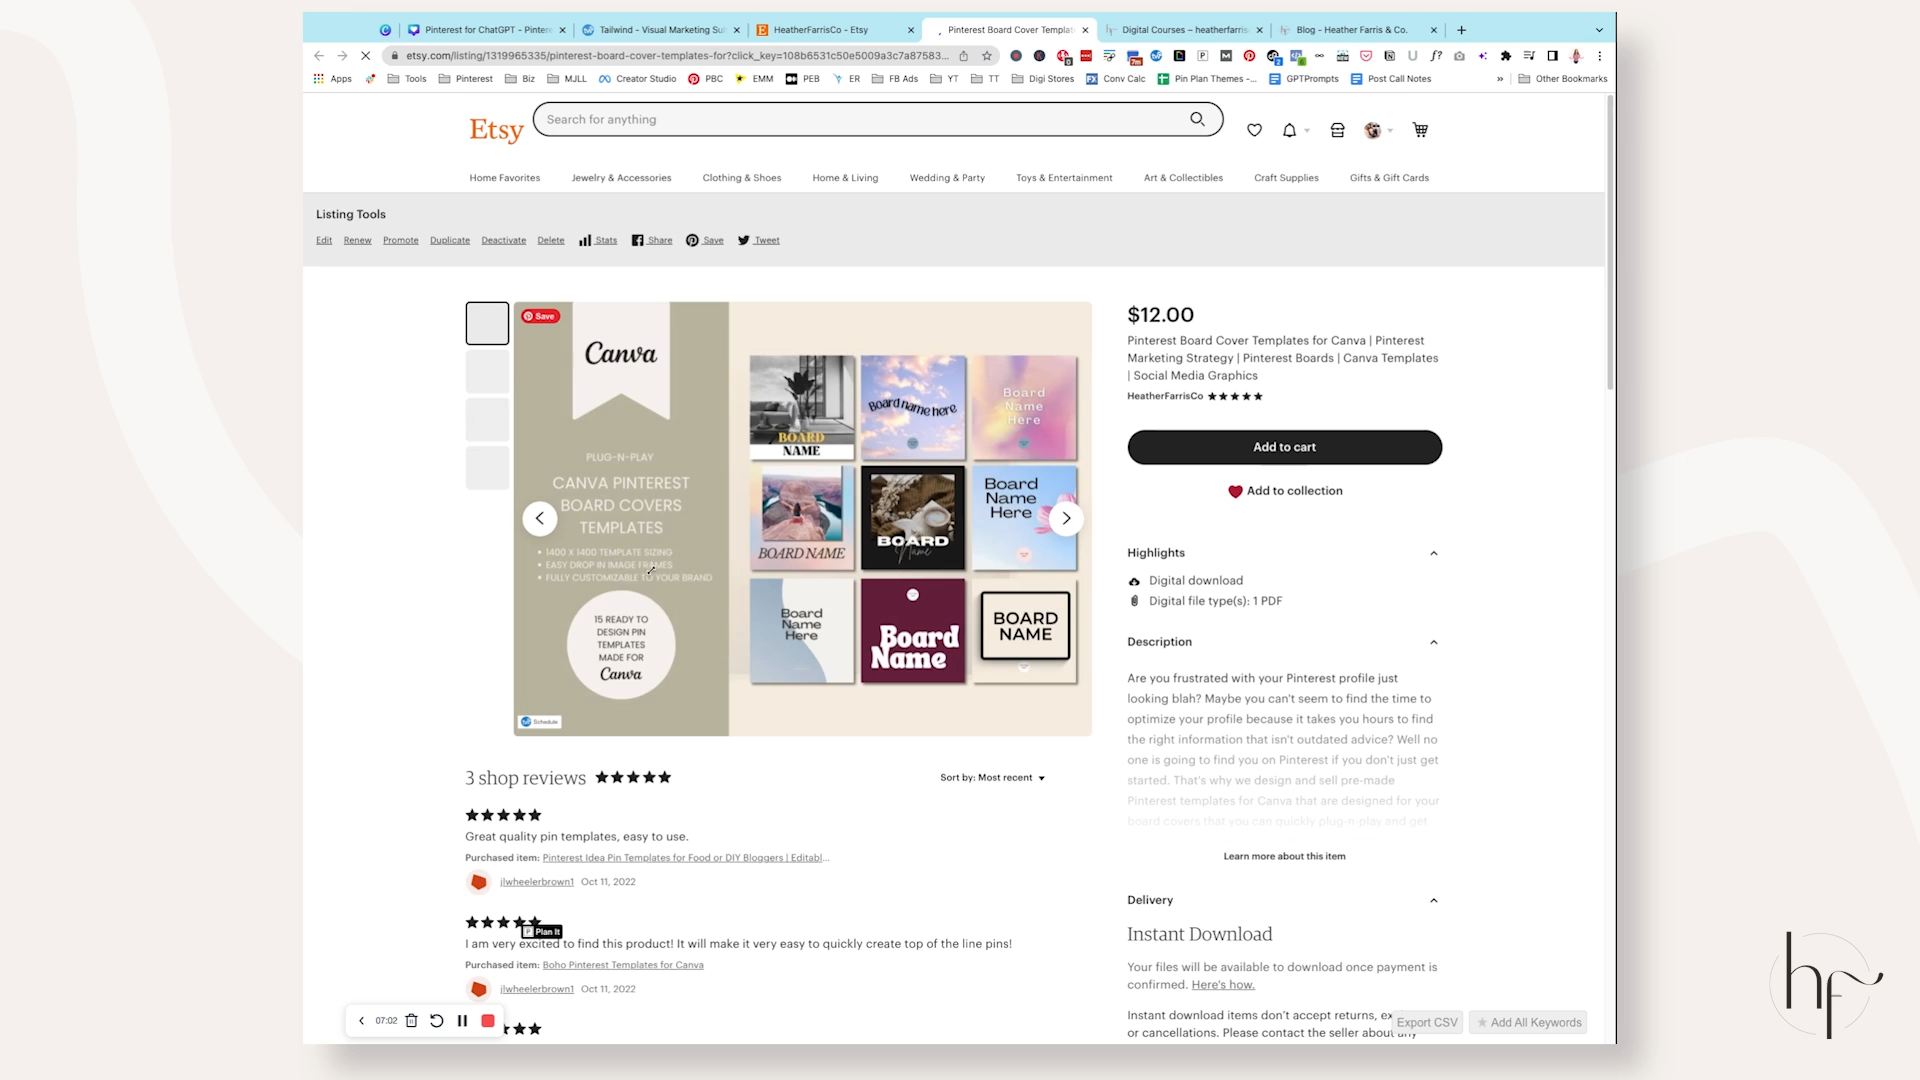 Pinterest for ChatGPT - Pintere
Tailwind - Visual Marketing Sui
HeatherFarrisCo - Etsy
Pinterest Board Cover Templat
Digital Courses – heatherfarris
Blog - Heather Farris & Co.
etsy.com/listing/1319965335/pinterest-board-cover-templates-for?click_key=108b6531c50e5009a3c7a87583...
Apps
Tools
Pinterest
Biz
MJLL
Creator Studio
PBC
EMM
PEB
ER
FB Ads
YT
TT
Digi Stores
Conv Calc
Pin Plan Themes -...
GPTPrompts
Post Call Notes
»
Other Bookmarks
Etsy
Search for anything
Home Favorites
Jewelry & Accessories
Clothing & Shoes
Home & Living
Wedding & Party
Toys & Entertainment
Art & Collectibles
Craft Supplies
Gifts & Gift Cards
Listing Tools
Edit Renew Promote Duplicate Deactivate Delete Stats Share Save Tweet
Save
Canva
PLUG-N-PLAY
CANVA PINTEREST
BOARD COVERS
TEMPLATES
• 1400 X 1400 TEMPLATE SIZING
• EASY DROP IN IMAGE FRAMES
• FULLY CUSTOMIZABLE TO YOUR BRAND
15 READY TO
DESIGN PIN
TEMPLATES
MADE FOR
Canva
Schedule
BOARD
NAME
Board name here
Board
Name
Here
BOARD NAME
BOARD
Name
Board
Name
Here
Board
Name
Here
Board
Name
BOARD
NAME
$12.00
Pinterest Board Cover Templates for Canva | Pinterest
Marketing Strategy | Pinterest Boards | Canva Templates
| Social Media Graphics
HeatherFarrisCo ★★★★★
Add to cart
Add to collection
Highlights
Digital download
Digital file type(s): 1 PDF
Description
Are you frustrated with your Pinterest profile just
looking blah? Maybe you can't seem to find the time to
optimize your profile because it takes you hours to find
the right information that isn't outdated advice? Well no
one is going to find you on Pinterest if you don't just get
started. That's why we design and sell pre-made
Pinterest templates for Canva that are designed for your
board covers that you can quickly plug-n-play and get
Learn more about this item
Delivery
Instant Download
Your files will be available to download once payment is
confirmed. Here's how.
Instant download items don't accept returns, ex
or cancellations. Please contact the seller about any
Export CSV
Add All Keywords
3 shop reviews ★★★★★
Sort by: Most recent
★★★★★
Great quality pin templates, easy to use.
Purchased item: Pinterest Idea Pin Templates for Food or DIY Bloggers | Editabl...
jlwheelerbrown1 Oct 11, 2022
★★★★★
Plan It
I am very excited to find this product! It will make it very easy to quickly create top of the line pins!
Purchased item: Boho Pinterest Templates for Canva
jlwheelerbrown1 Oct 11, 2022
07:02
hf